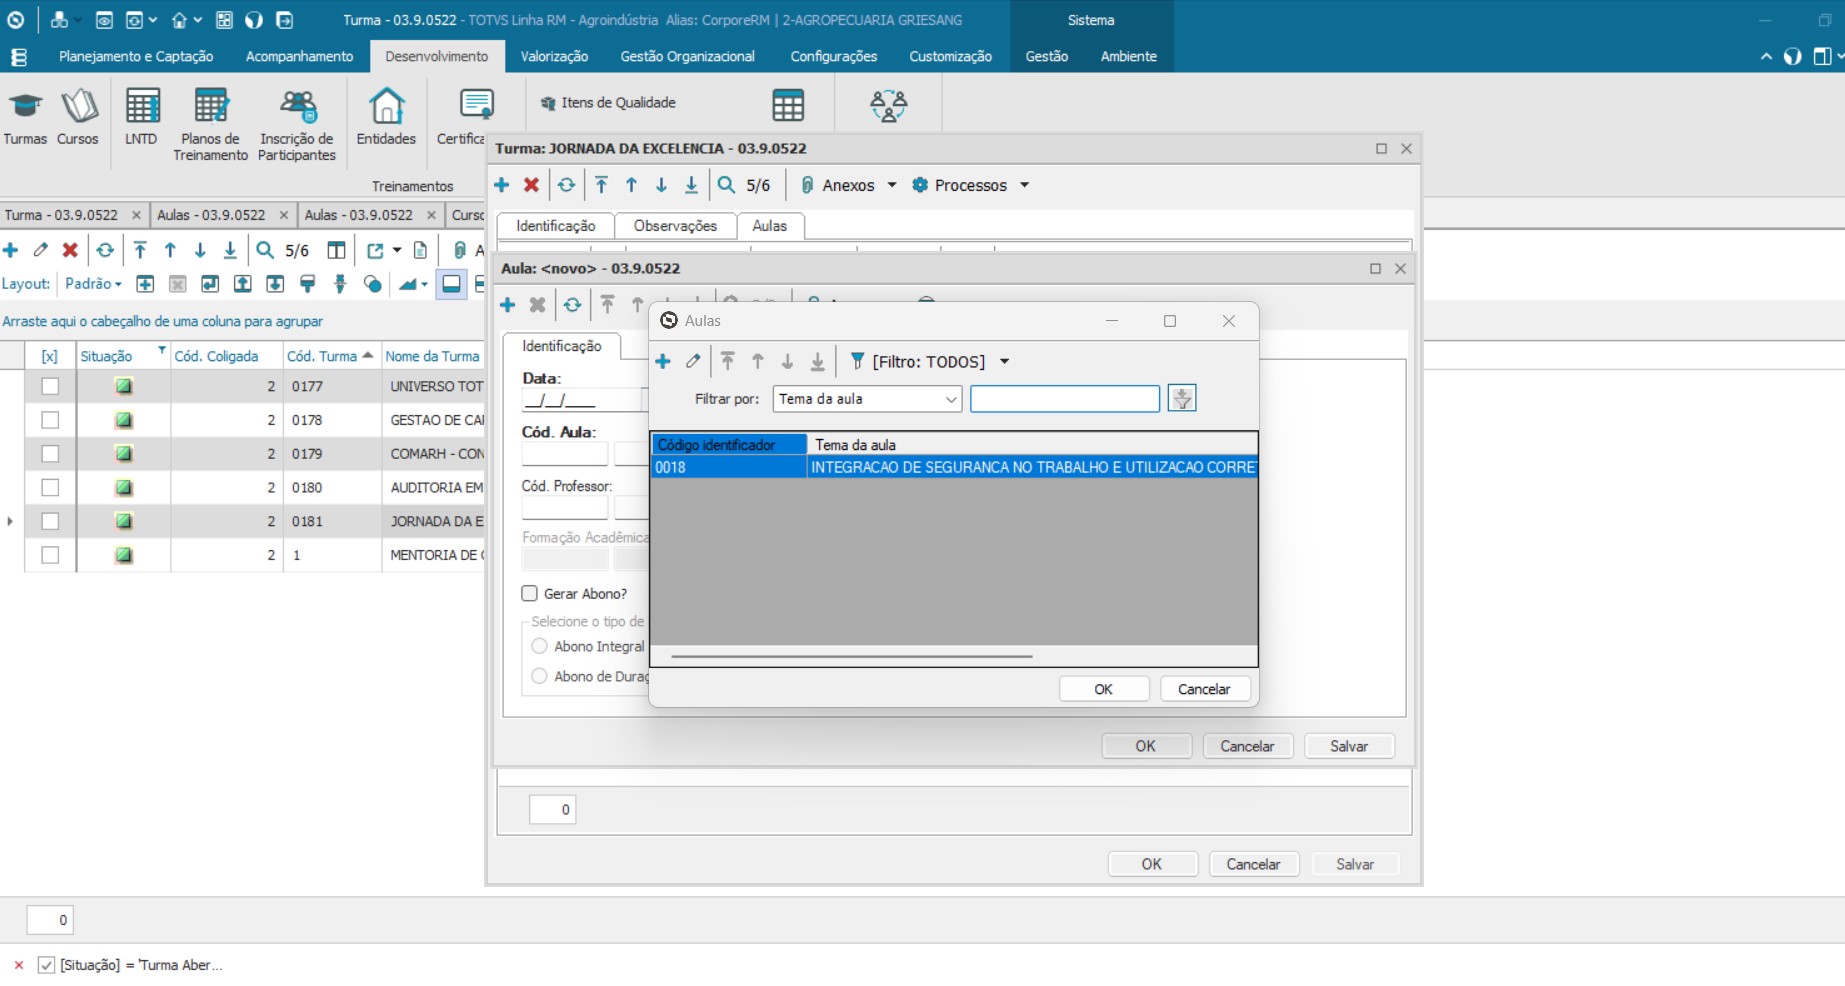 Turma - 03.9.0522 - TOTVS Linha RM - Agroindústria Alias: CorporeRM | 2-AGROPECUARIA GRIESANG
Sistema
Planejamento e Captação
Acompanhamento
Desenvolvimento
Valorização
Gestão Organizacional
Configurações
Customização
Gestão
Ambiente
Turmas
Cursos
LNTD
Planos de Treinamento
Inscrição de Participantes
Entidades
Certifica
Itens de Qualidade
Treinamentos
Turma - 03.9.0522
Aulas - 03.9.0522
Aulas - 03.9.0522
Curso
5/6
A
Layout: Padrão
Arraste aqui o cabeçalho de uma coluna para agrupar
[x] Situação Cód. Coligada Cód. Turma Nome da Turma
2 0177 UNIVERSO TOT
2 0178 GESTAO DE CA
2 0179 COMARH - CON
2 0180 AUDITORIA EM
2 0181 JORNADA DA E
2 1 MENTORIA DE
Turma: JORNADA DA EXCELENCIA - 03.9.0522
5/6 Anexos Processos
Identificação Observações Aulas
Aula: <novo> - 03.9.0522
Identificação
Data:
__/__/____
Cód. Aula:
Cód. Professor:
Formação Acadêmica
Gerar Abono?
Selecione o tipo de
Abono Integral
Abono de Duraç
Aulas
[Filtro: TODOS]
Filtrar por: Tema da aula
Código identificador Tema da aula
0018 INTEGRACAO DE SEGURANCA NO TRABALHO E UTILIZACAO CORRE
OK Cancelar
OK Cancelar Salvar
0
OK Cancelar Salvar
0
[Situação] = 'Turma Aber...